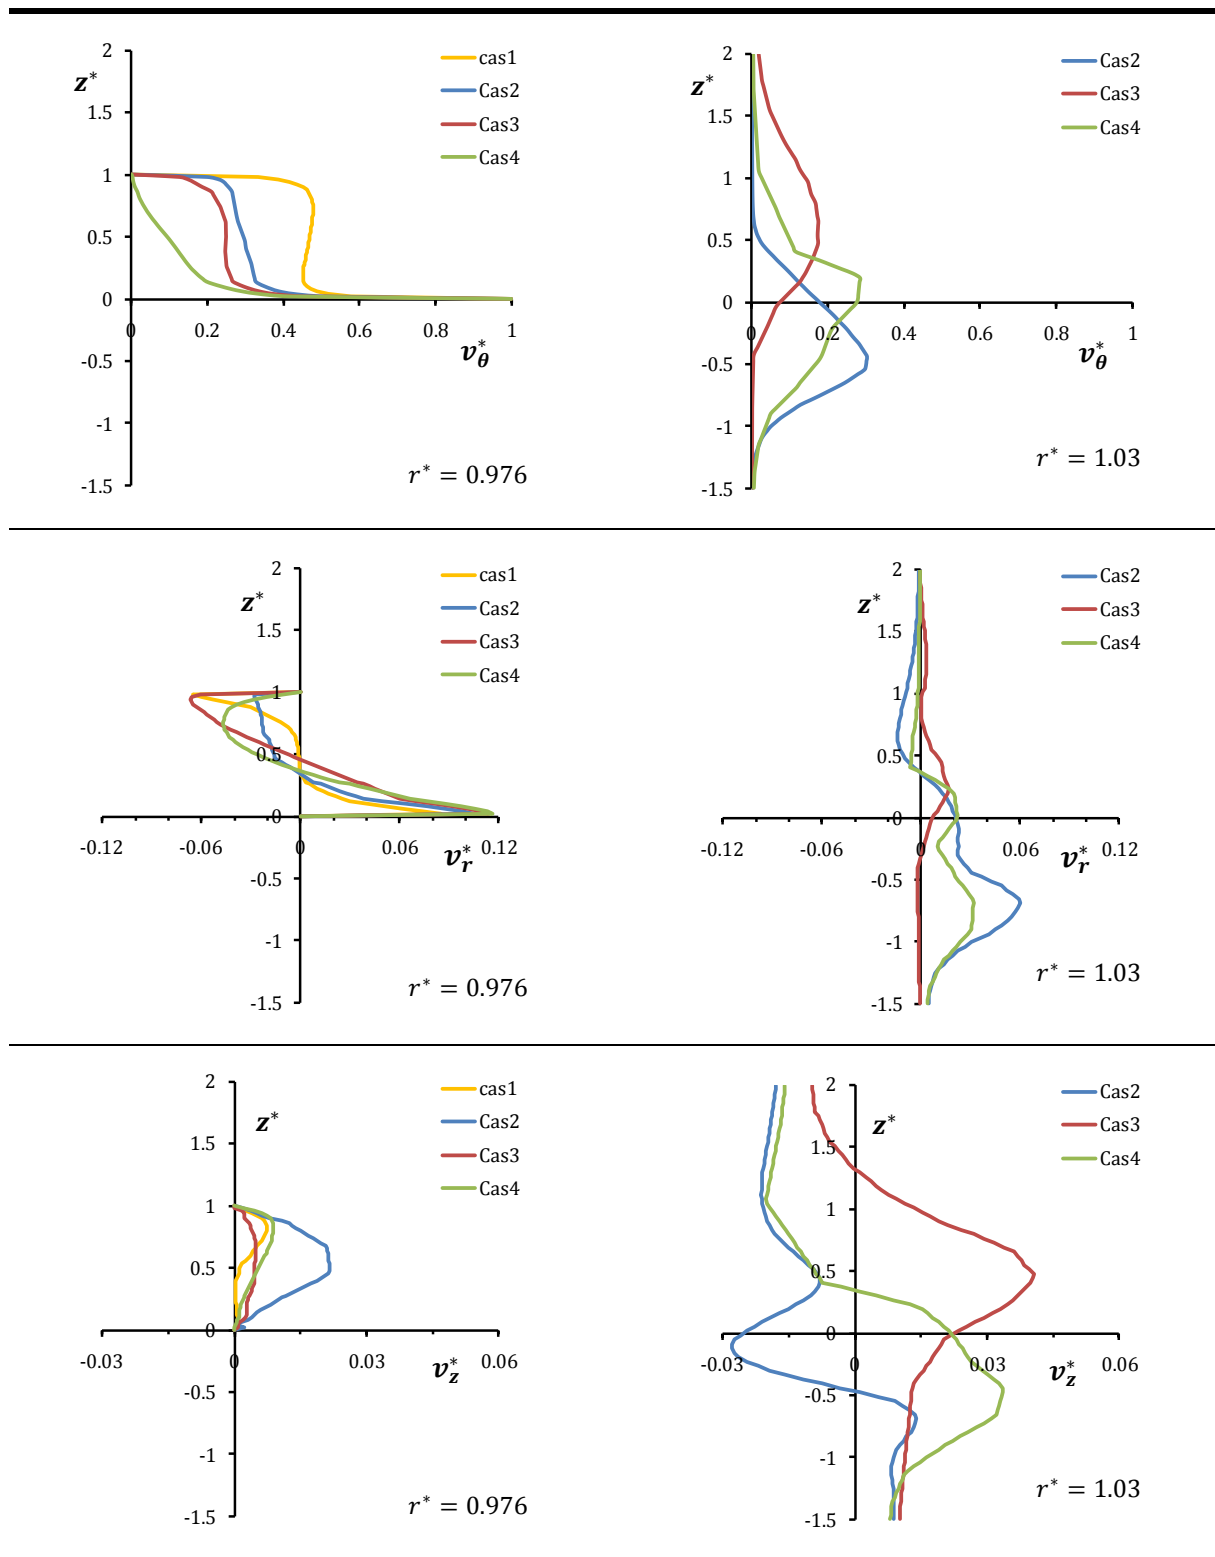 2
z*
1.5
1
0.5
0
-0.5
-1
-1.5
0 0.2 0.4 0.6 0.8 1
v*θ
cas1
Cas2
Cas3
Cas4
r* = 0.976
2
z*
1.5
1
0.5
0
-0.5
-1
-1.5
0 0.2 0.4 0.6 0.8 1
v*θ
Cas2
Cas3
Cas4
r* = 1.03
2
z*
1.5
1
0.5
0
-0.5
-1
-1.5
-0.12 -0.06 0 0.06 0.12
v*r
cas1
Cas2
Cas3
Cas4
r* = 0.976
2
z*
1.5
1
0.5
0
-0.5
-1
-1.5
-0.12 -0.06 0 0.06 0.12
v*r
Cas2
Cas3
Cas4
r* = 1.03
2
z*
1.5
1
0.5
0
-0.5
-1
-1.5
-0.03 0 0.03 0.06
v*z
cas1
Cas2
Cas3
Cas4
r* = 0.976
2
z*
1.5
1
0.5
0
-0.5
-1
-1.5
-0.03 0 0.03 0.06
v*z
Cas2
Cas3
Cas4
r* = 1.03